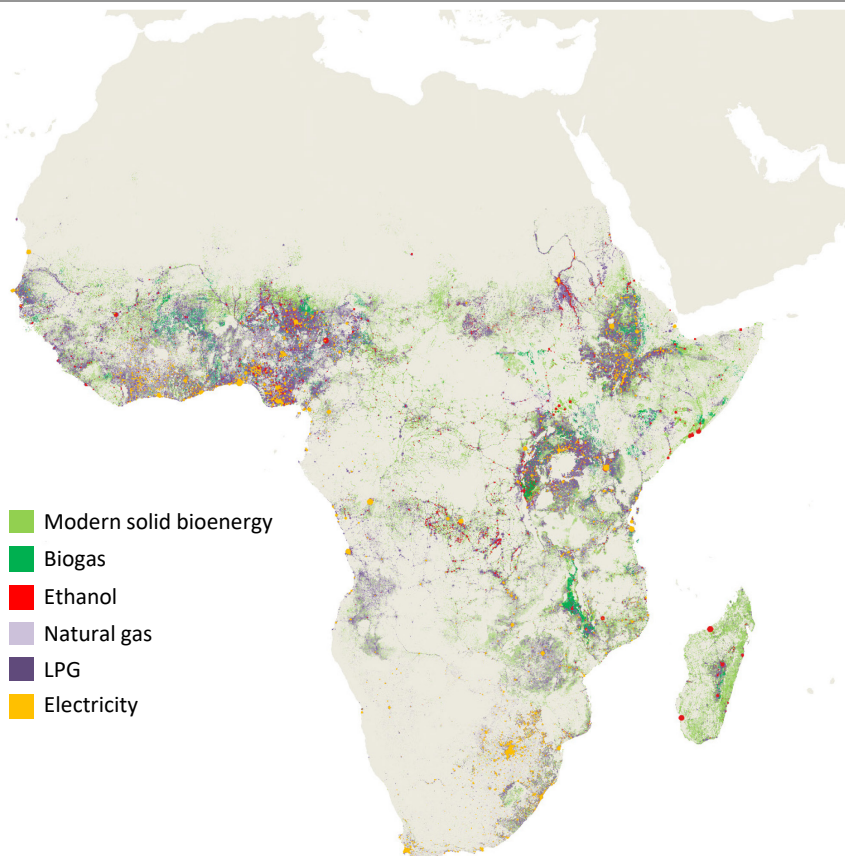 Modern solid bioenergy
Biogas
Ethanol
Natural gas
LPG
Electricity